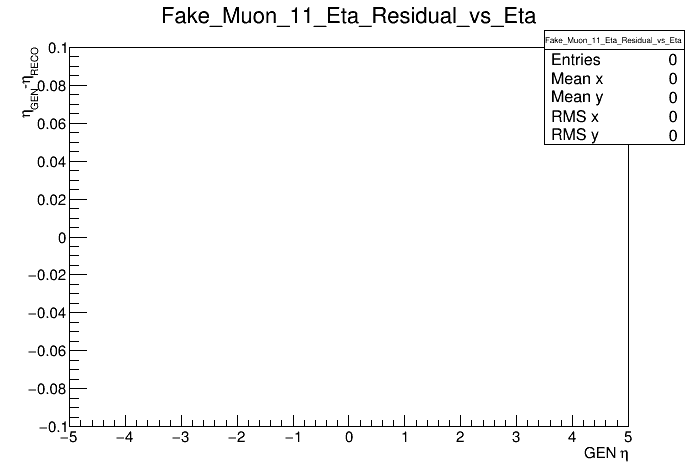 Fake_Muon_11_Eta_Residual_vs_Eta
Fake_Muon_11_Eta_Residual_vs_Eta
Entries 0
Mean x 0
Mean y 0
RMS x 0
RMS y 0
ηGEN-ηRECO
0.1
0.08
0.06
0.04
0.02
0
−0.02
−0.04
−0.06
−0.08
−0.1
−5 −4 −3 −2 −1 0 1 2 3 4 5
GEN η